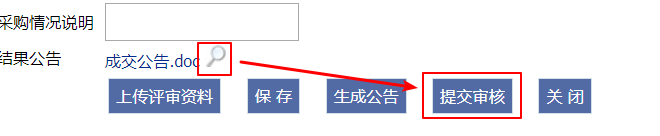 采购情况说明
结果公告
成交公告.doc
上传评审资料 保 存 生成公告 提交审核 关 闭